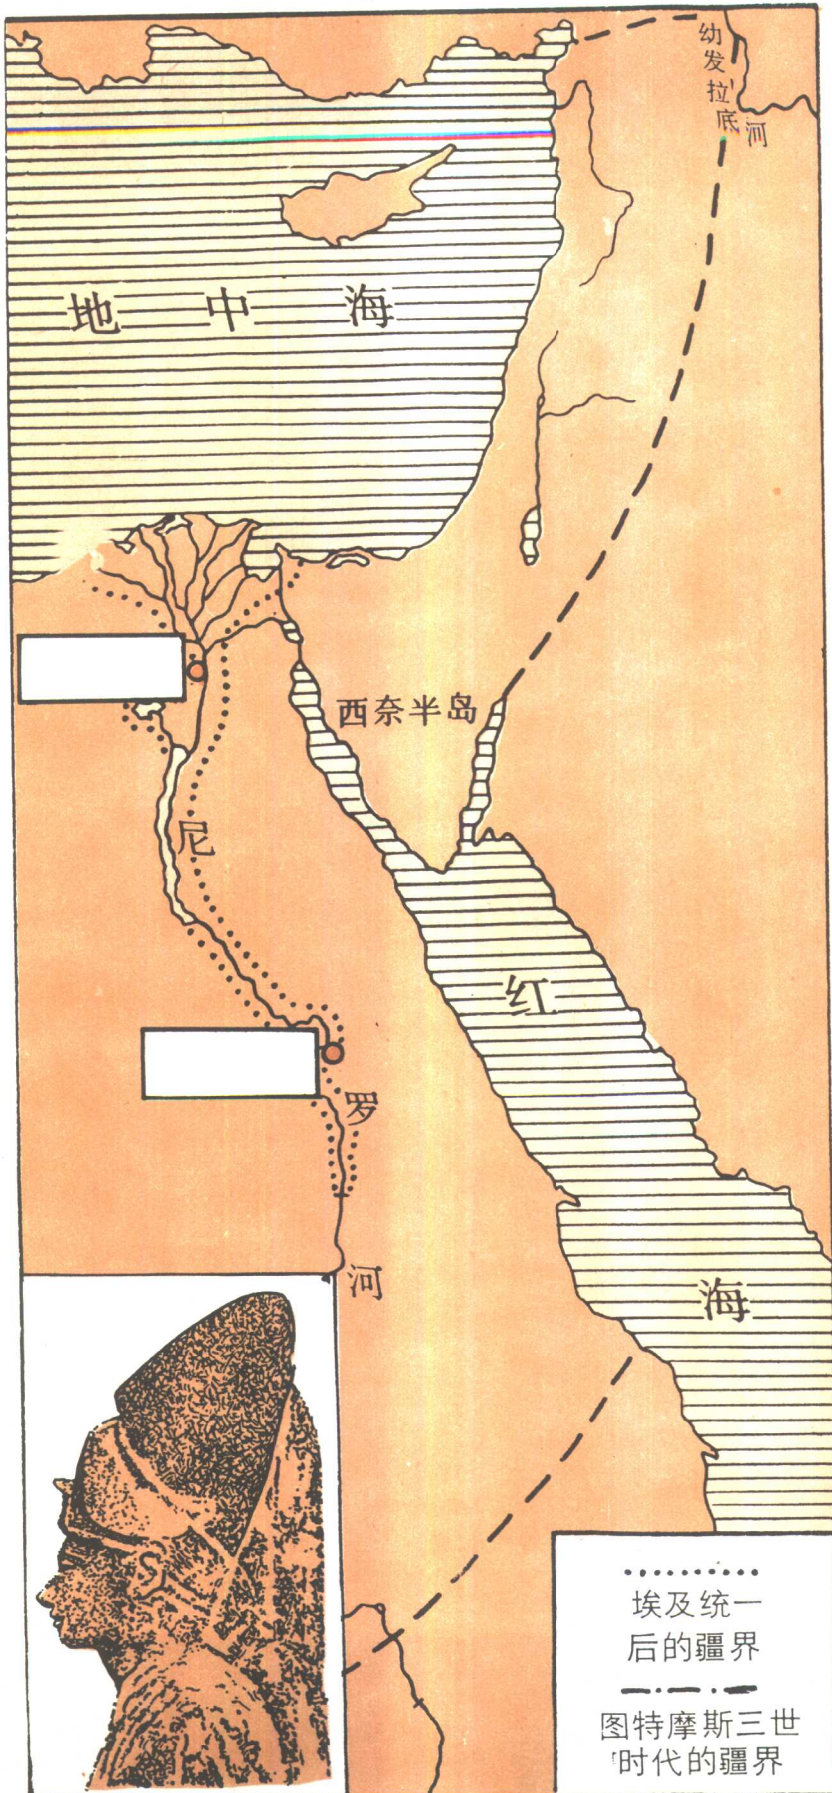 幼发拉底河
地中海
西奈半岛
尼罗河
红海
埃及统一
后的疆界
图特摩斯三世
时代的疆界